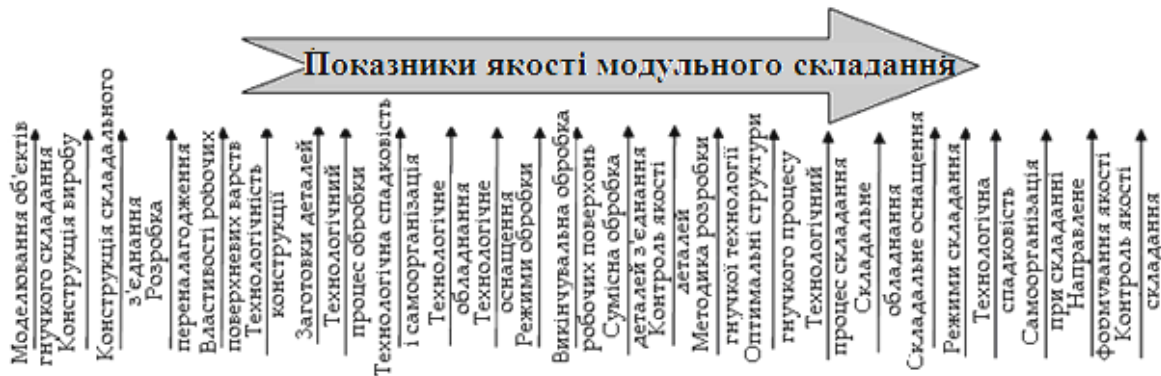 Показники якості модульного складання
Моделювання об'єктів
гнучкого складання
Конструкція виробу
Конструкція складального
з'єднання
Розробка
переналагодження
Властивості робочих
поверхневих варств
Технологічність
конструкції
Заготовки деталей
Технологічний
процес обробки
Технологічна спадковість
і самоорганізація
Технологічне
обладнання
Технологічне
оснащення
Режими обробки
Викінчувальна обробка
робочих поверхонь
Сумісна обробка
деталей з'єднання
Контроль якості
деталей
Методика розробки
гнучкої технології
Оптимальні структури
гнучкого процесу
Технологічний
процес складання
Складальне
обладнання
Складальне оснащення
Режими складання
Технологічна
спадковість
Самоорганізація
при складанні
Направлене
формування якості
Контроль якості
складання